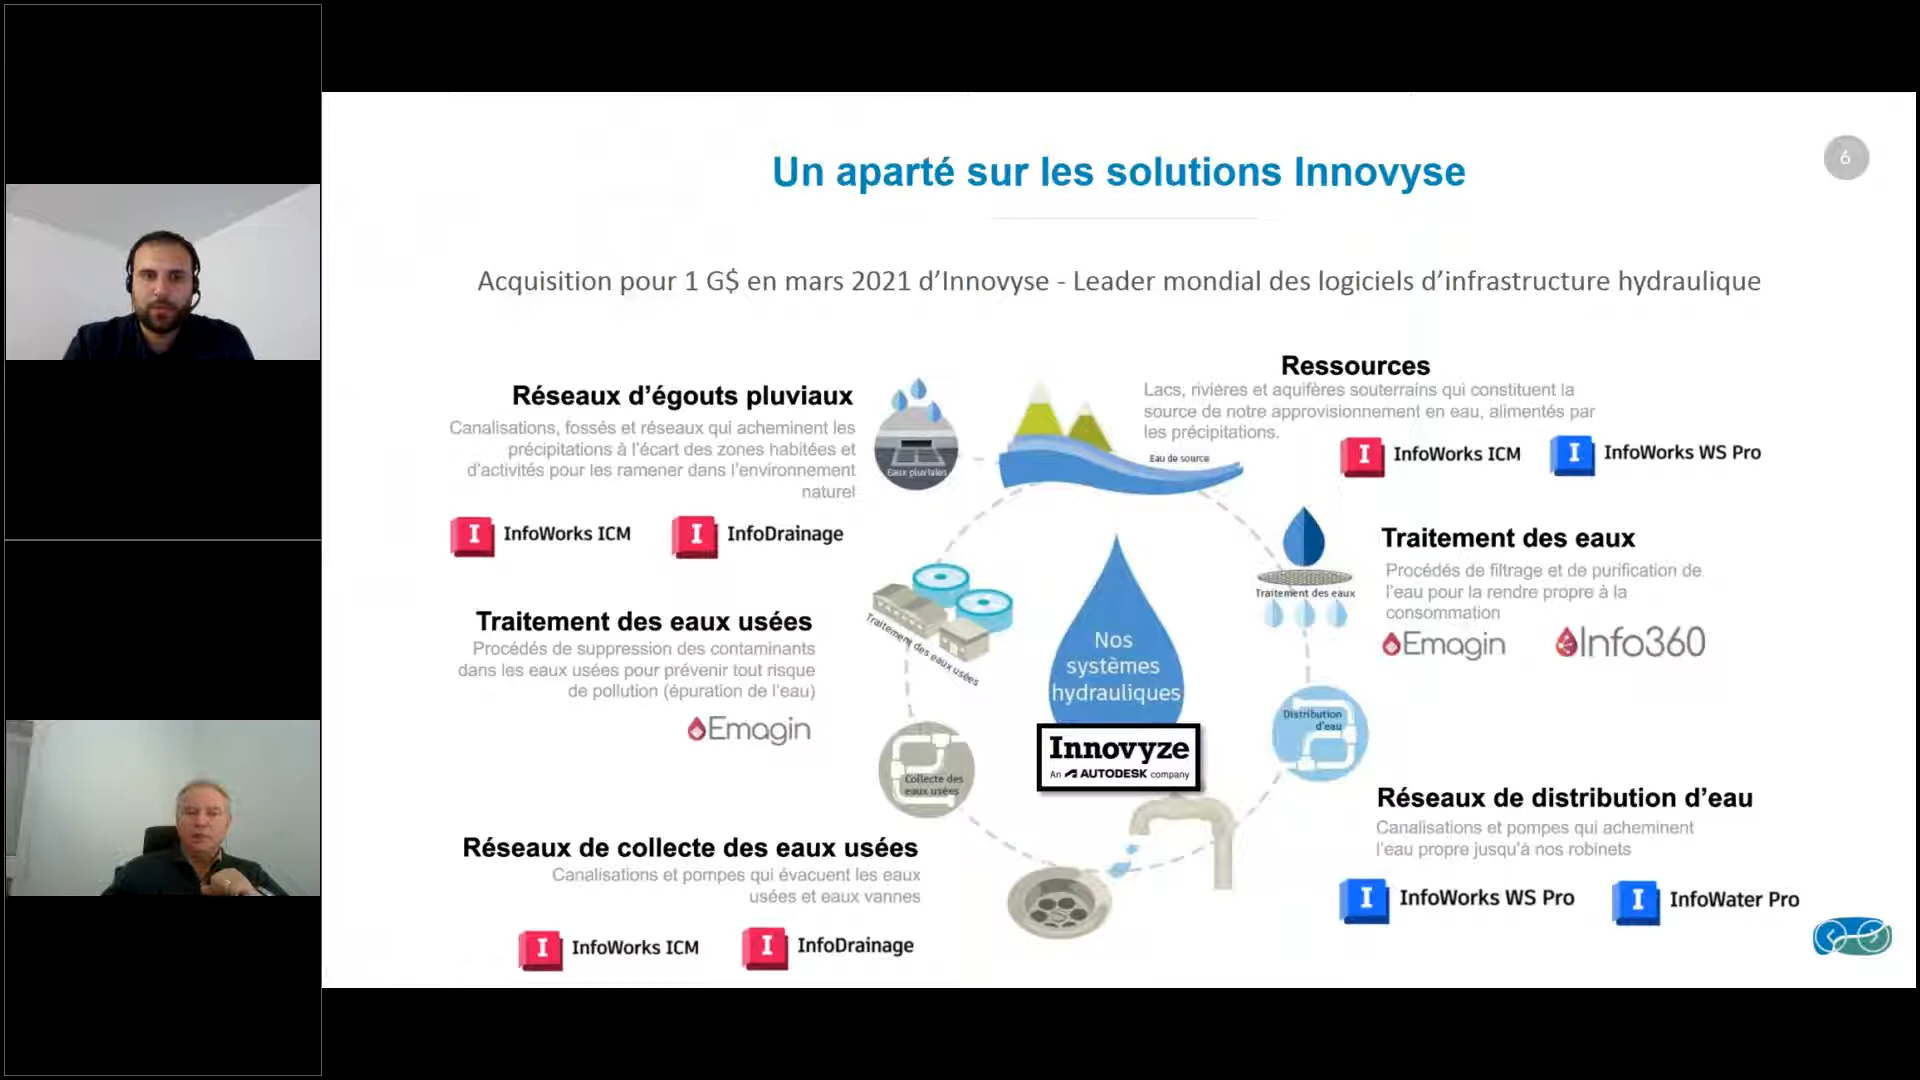 Un aparté sur les solutions Innovyse
6
Acquisition pour 1 G$ en mars 2021 d’Innovyse - Leader mondial des logiciels d’infrastructure hydraulique
Réseaux d’égouts pluviaux
Canalisations, fossés et réseaux qui acheminent les
précipitations à l’écart des zones habitées et
d’activités pour les ramener dans l’environnement
naturel
I InfoWorks ICM
I InfoDrainage
Eaux pluviales
Ressources
Lacs, rivières et aquifères souterrains qui constituent la
source de notre approvisionnement en eau, alimentés par
les précipitations.
Eau de source
I InfoWorks ICM
I InfoWorks WS Pro
Traitement des eaux
Procédés de filtrage et de purification de
l’eau pour la rendre propre à la
consommation
Emagin
Info360
Traitement des eaux
Traitement des eaux usées
Procédés de suppression des contaminants
dans les eaux usées pour prévenir tout risque
de pollution (épuration de l’eau)
Emagin
Traitement des eaux usées
Nos
systèmes
hydrauliques
Innovyze
An AUTODESK company
Distribution
d’eau
Collecte des
eaux usées
Réseaux de distribution d’eau
Canalisations et pompes qui acheminent
l’eau propre jusqu’à nos robinets
I InfoWorks WS Pro
I InfoWater Pro
Réseaux de collecte des eaux usées
Canalisations et pompes qui évacuent les eaux
usées et eaux vannes
I InfoWorks ICM
I InfoDrainage